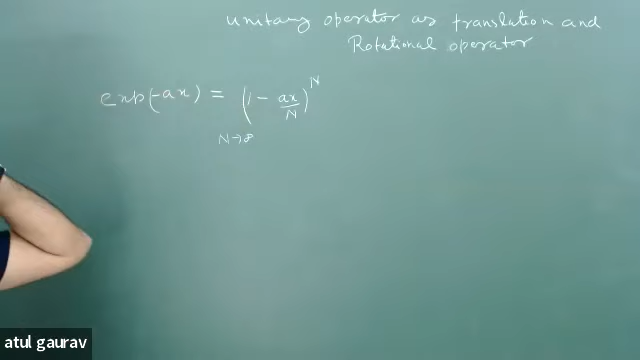 unitary operator as translation and
Rotational operator
exp(-ax) = (1 - ax/N)^N
N→∞
atul gaurav